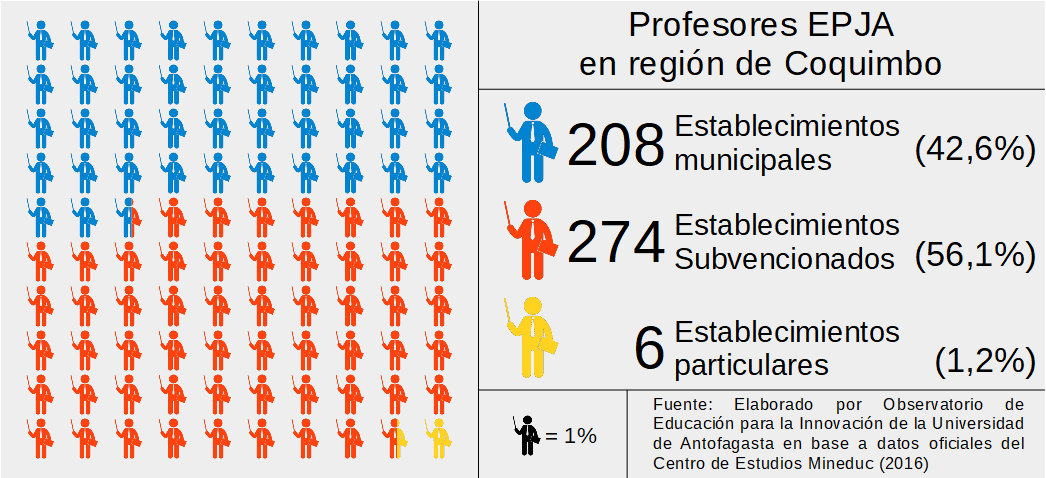 Profesores EPJA
en región de Coquimbo
208 Establecimientos
municipales (42,6%)
274 Establecimientos
Subvencionados (56,1%)
6 Establecimientos
particulares (1,2%)
= 1%
Fuente: Elaborado por Observatorio de
Educación para la Innovación de la Universidad
de Antofagasta en base a datos oficiales del
Centro de Estudios Mineduc (2016)